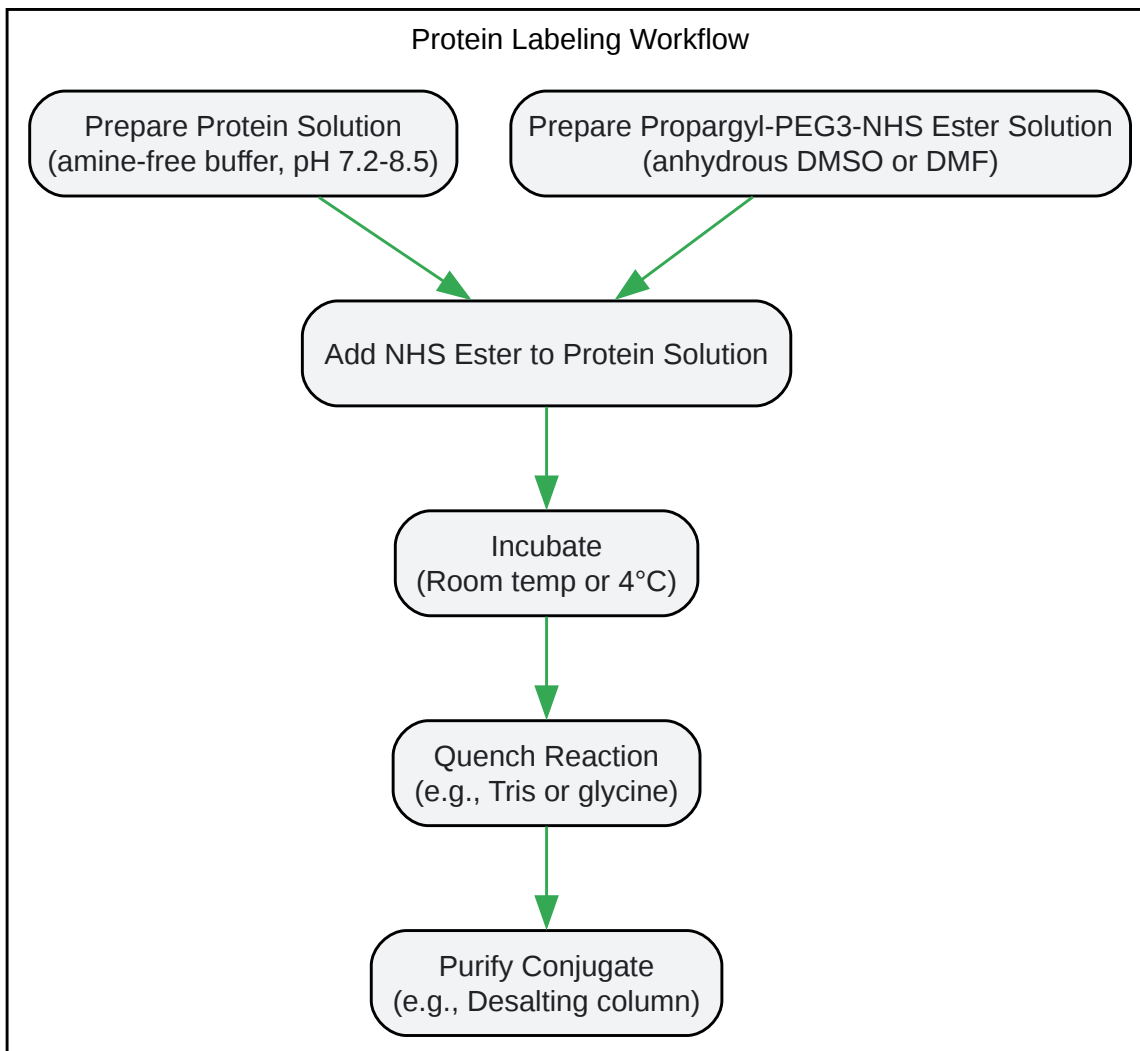 Protein Labeling Workflow
Prepare Protein Solution
(amine-free buffer, pH 7.2-8.5)
Prepare Propargyl-PEG3-NHS Ester Solution
(anhydrous DMSO or DMF)
Add NHS Ester to Protein Solution
Incubate
(Room temp or 4°C)
Quench Reaction
(e.g., Tris or glycine)
Purify Conjugate
(e.g., Desalting column)